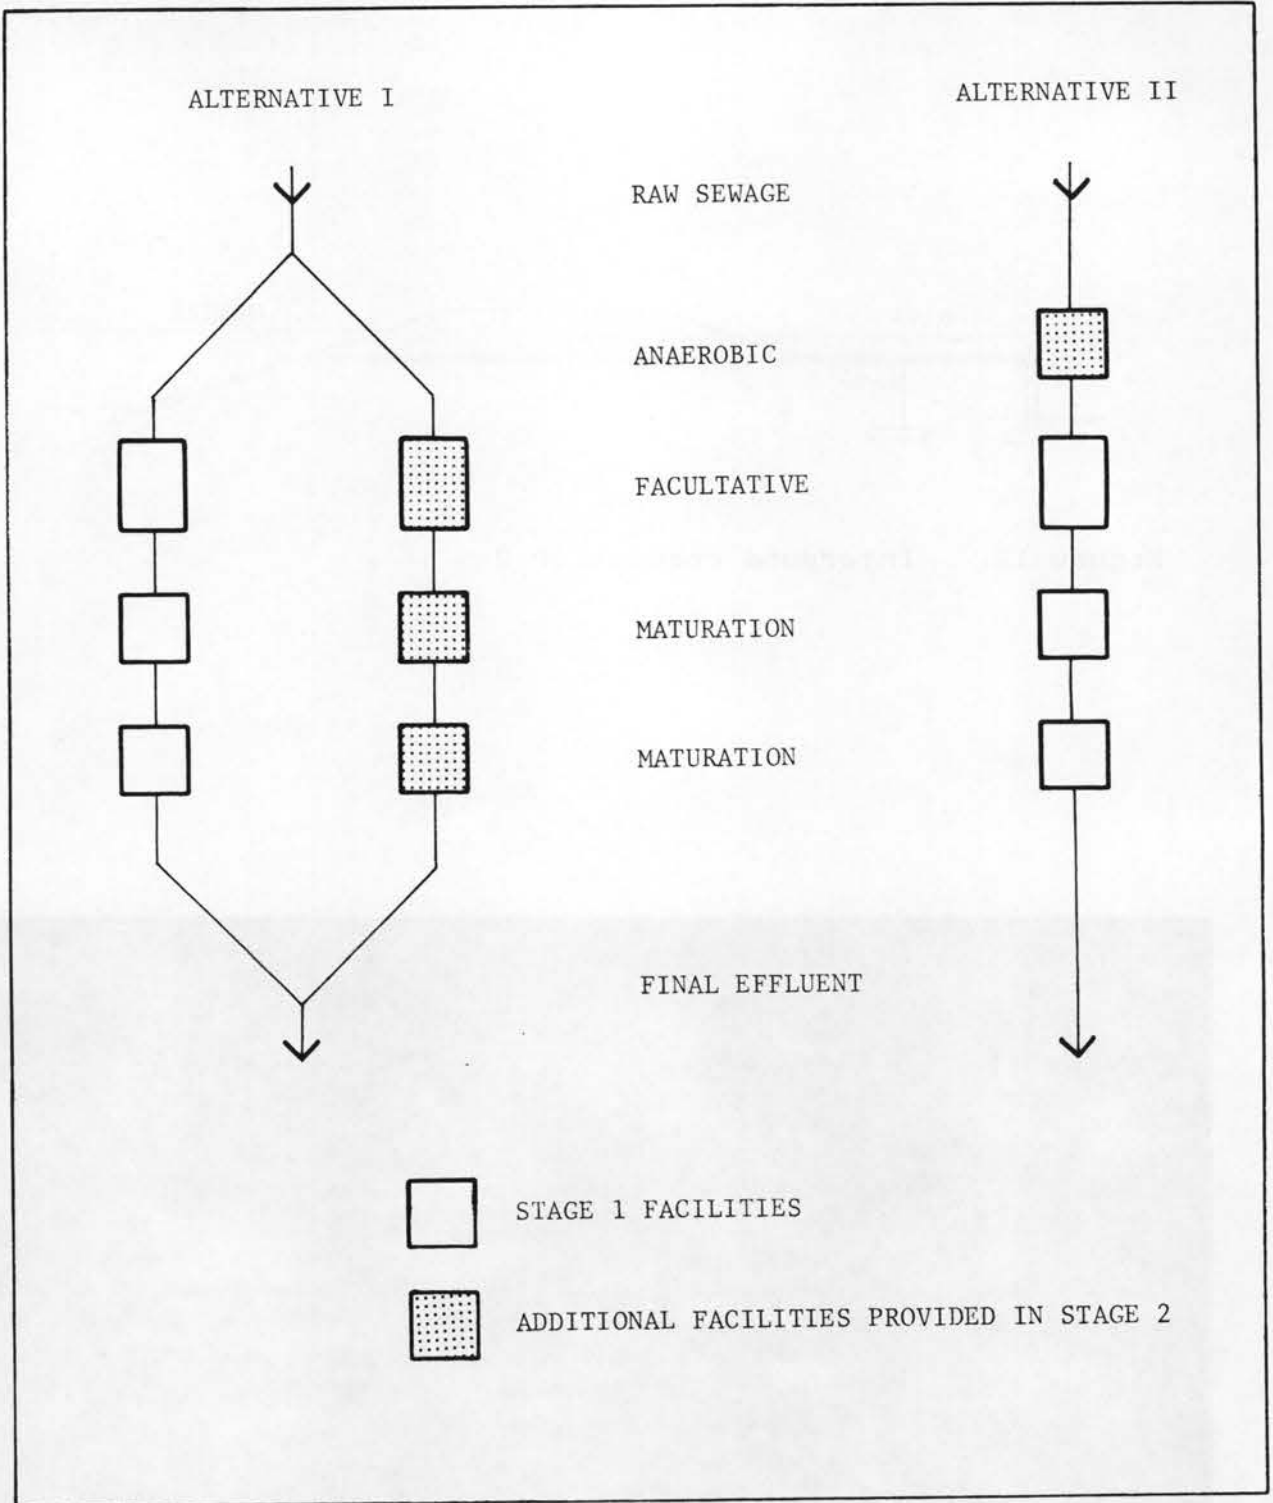 ALTERNATIVE I
ALTERNATIVE II
RAW SEWAGE
ANAEROBIC
FACULTATIVE
MATURATION
MATURATION
FINAL EFFLUENT
STAGE 1 FACILITIES
ADDITIONAL FACILITIES PROVIDED IN STAGE 2